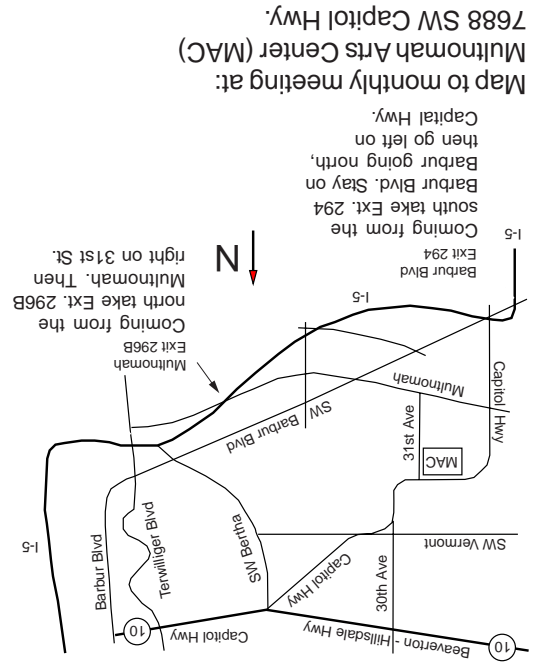 10
Beaverton - Hillsdale Hwy
Capitol Hwy
10
30th Ave
Capitol Hwy
SW Bertha
Terwilliger Blvd
Barbur Blvd
SW Vermont
I-5
MAC
31st Ave
Capitol Hwy
SW
Barbur Blvd
Multnomah
I-5
I-5
Multnomah
Exit 296B
Coming from the
north take Ext. 296B
Multnomah. Then
right on 31st St.
N
Barbur Blvd
Exit 294
Coming from the
south take Ext. 294
Barbur Blvd. Stay on
Barbur going north,
then go left on
Capital Hwy.
Map to monthly meeting at:
Multnomah Arts Center (MAC)
7688 SW Capitol Hwy.